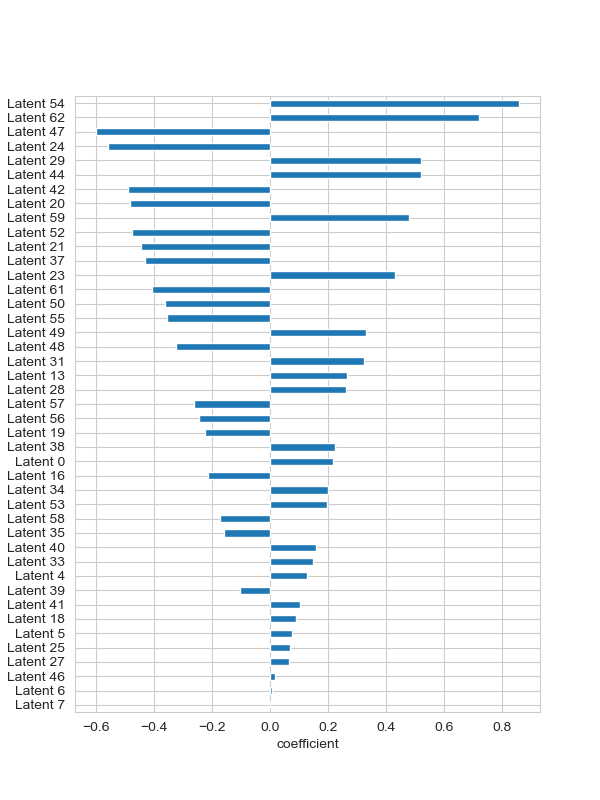 Latent 54
Latent 62
Latent 47
Latent 24
Latent 29
Latent 44
Latent 42
Latent 20
Latent 59
Latent 52
Latent 21
Latent 37
Latent 23
Latent 61
Latent 50
Latent 55
Latent 49
Latent 48
Latent 31
Latent 13
Latent 28
Latent 57
Latent 56
Latent 19
Latent 38
Latent 0
Latent 16
Latent 34
Latent 53
Latent 58
Latent 35
Latent 40
Latent 33
Latent 4
Latent 39
Latent 41
Latent 18
Latent 5
Latent 25
Latent 27
Latent 46
Latent 6
Latent 7
−0.6 −0.4 −0.2 0.0 0.2 0.4 0.6 0.8
coefficient